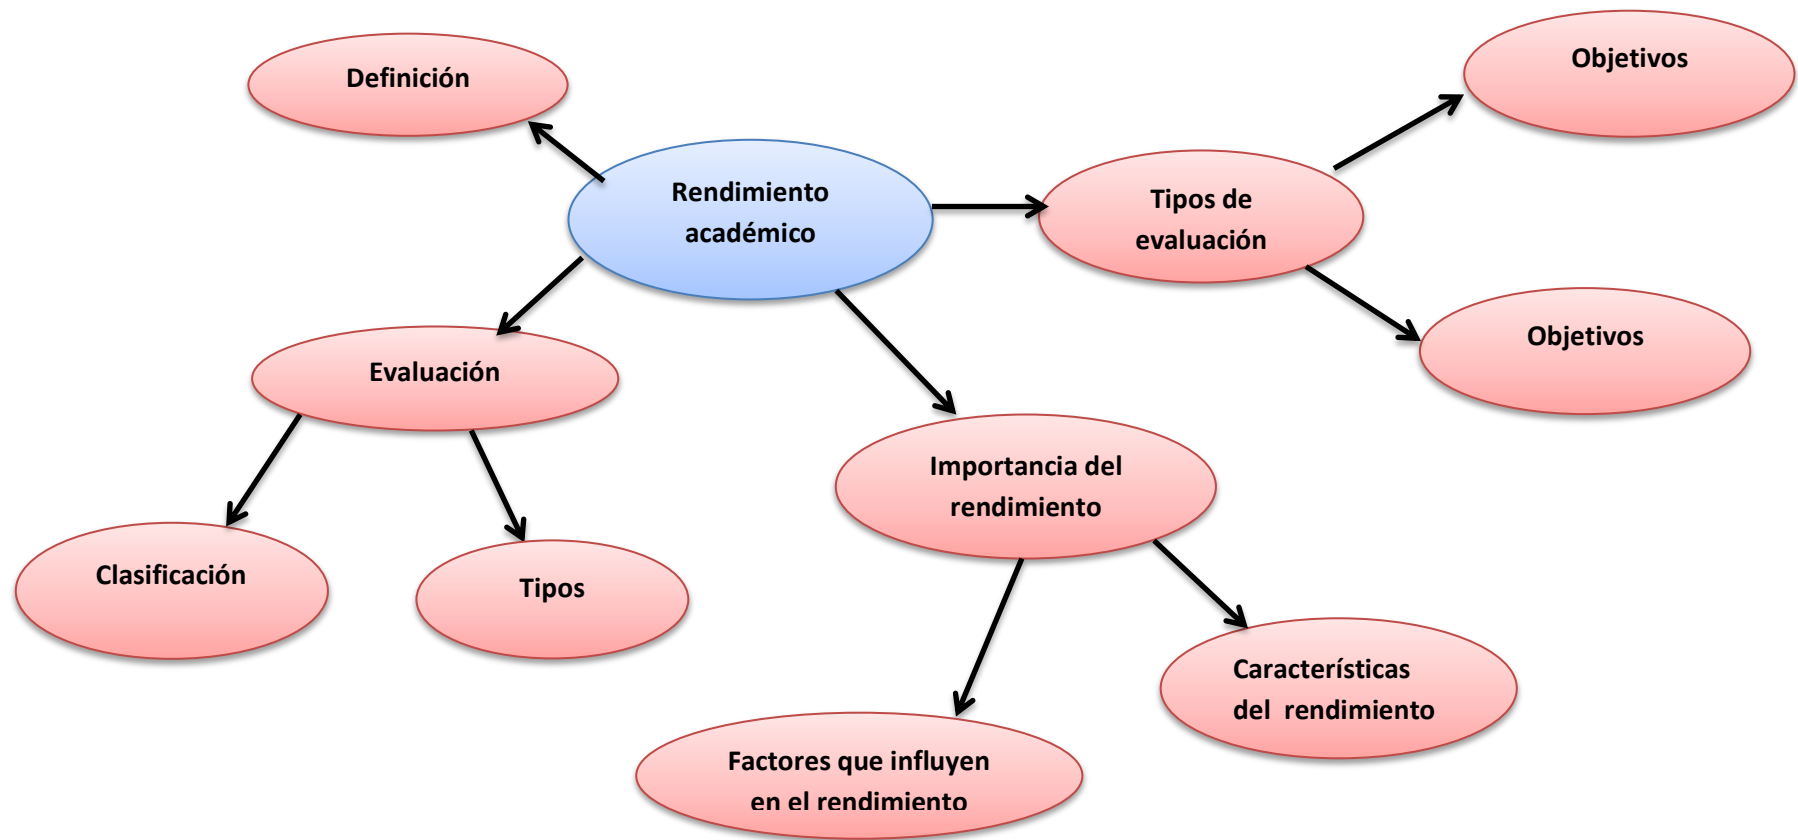 Definición
Objetivos
Rendimiento
académico
Tipos de
evaluación
Objetivos
Evaluación
Importancia del
rendimiento
Clasificación
Tipos
Característísicas
del rendimiento
Factores que influyen
en el rendimiento